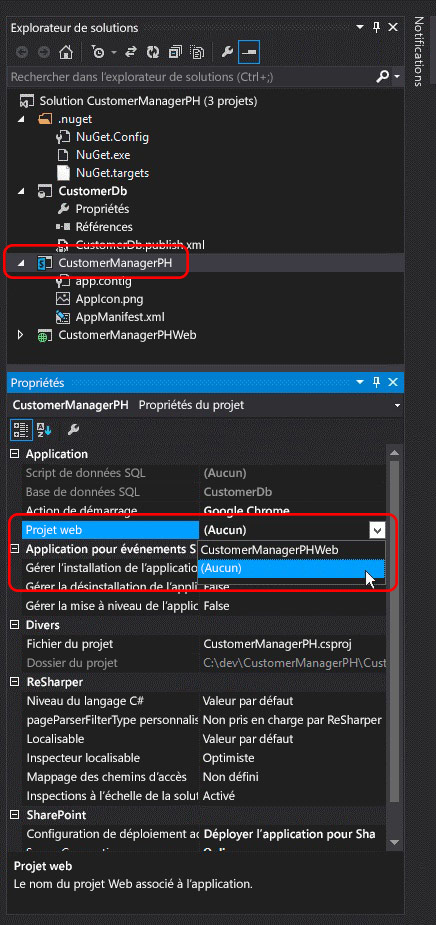 Explorateur de solutions
Notifications
Rechercher dans l'explorateur de solutions (Ctrl+;)
Solution CustomerManagerPH (3 projets)
.nuget
NuGet.Config
NuGet.exe
NuGet.targets
CustomerDb
Propriétés
Références
CustomerDb.publish.xml
CustomerManagerPH
app.config
AppIcon.png
AppManifest.xml
CustomerManagerPHWeb
Propriétés
CustomerManagerPH Propriétés du projet
Application
Script de données SQL (Aucun)
Base de données SQL CustomerDb
Action de démarrage Google Chrome
Projet web (Aucun)
Application pour événements S
CustomerManagerPHWeb
Gérer l'installation de l'applicatio
(Aucun)
Gérer la désinstallation de l'appli False
Gérer la mise à niveau de l'applic False
Divers
Fichier du projet CustomerManagerPH.csproj
Dossier du projet C:\dev\CustomerManagerPH\Cust
ReSharper
Niveau du langage C# Valeur par défaut
pageParserFilterType personnalis Non pris en charge par ReSharper
Localisable Valeur par défaut
Inspecteur localisable Optimiste
Mappage des chemins d'accès Non défini
Inspections à l'échelle de la solut Activé
SharePoint
Configuration de déploiement ac Déployer l'application pour Sha
Projet web
Le nom du projet Web associé à l'application.